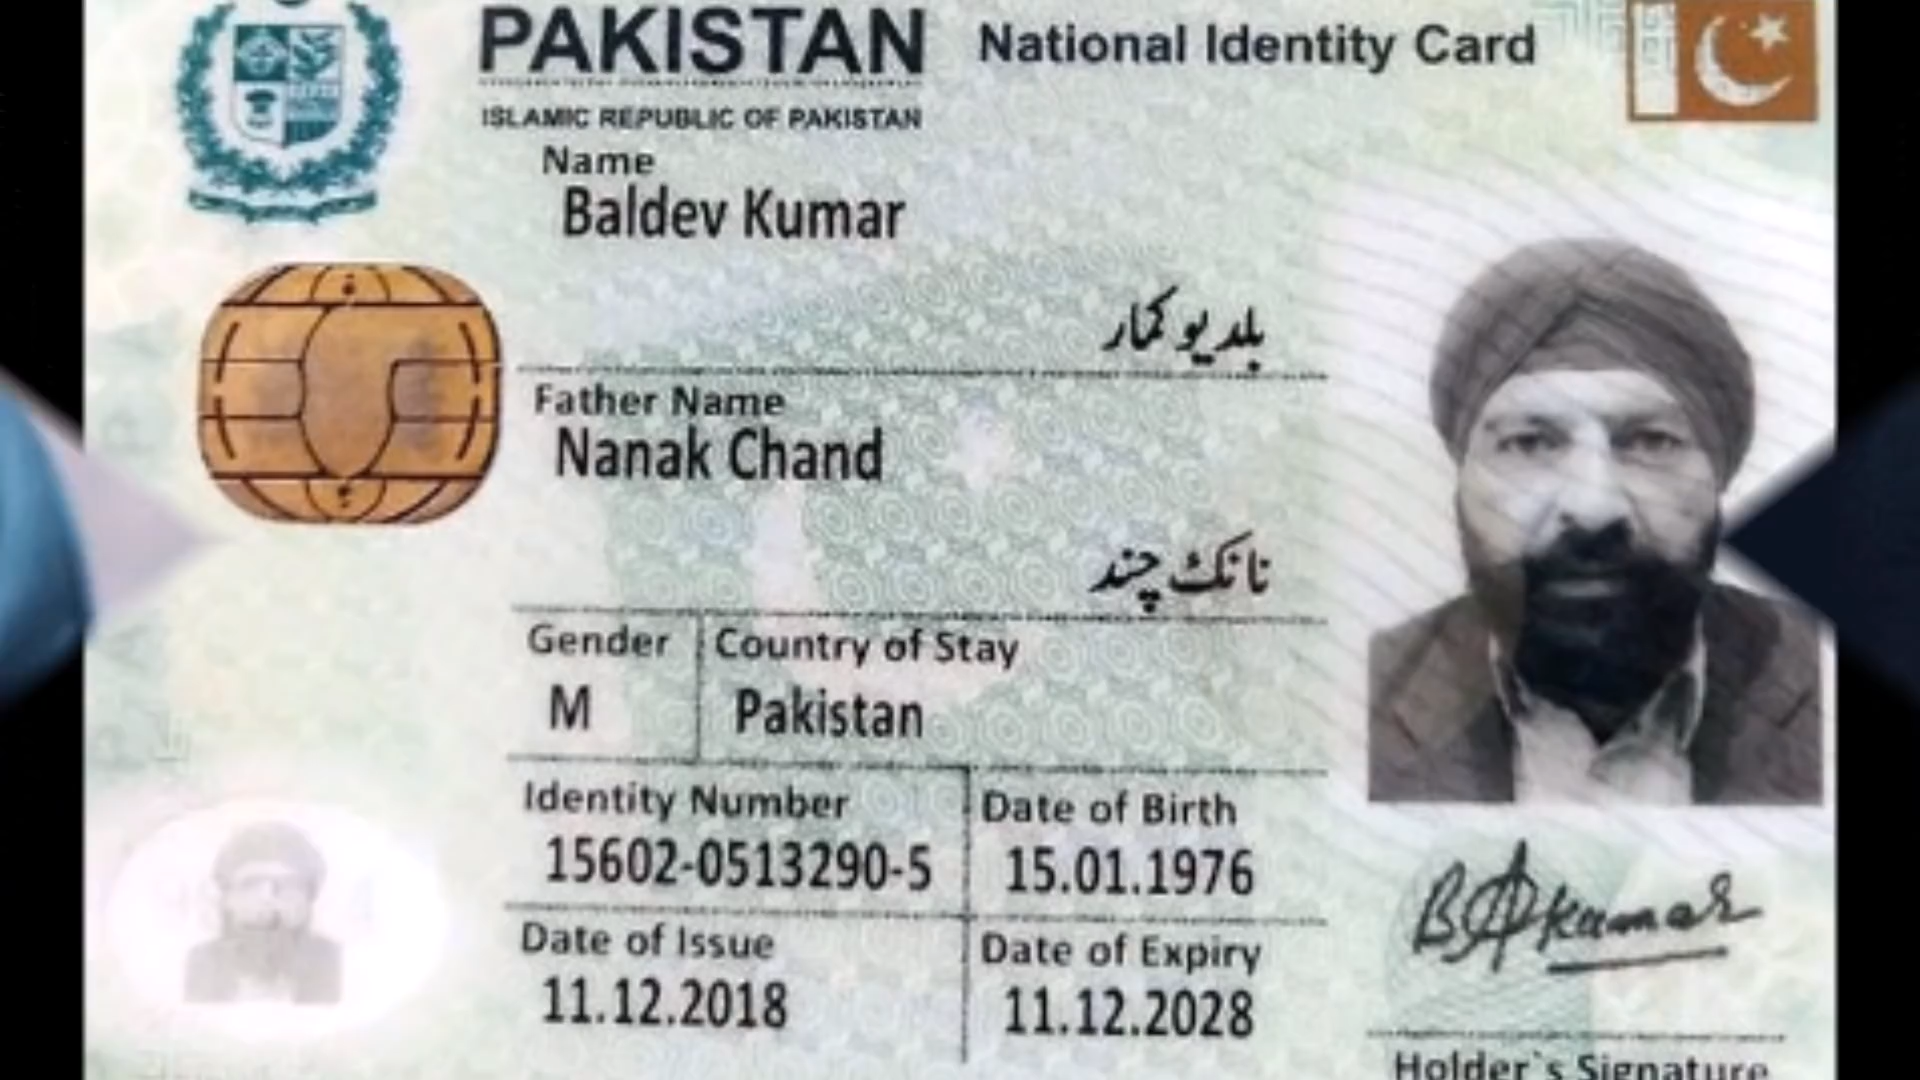 PAKISTAN National Identity Card
ISLAMIC REPUBLIC OF PAKISTAN
Name
Baldev Kumar
بلدیو کمار
Father Name
Nanak Chand
نانک چند
Gender Country of Stay
M Pakistan
Identity Number Date of Birth
15602-0513290-5 15.01.1976
Date of Issue Date of Expiry
11.12.2018 11.12.2028
B Kumar
Holder`s Signature